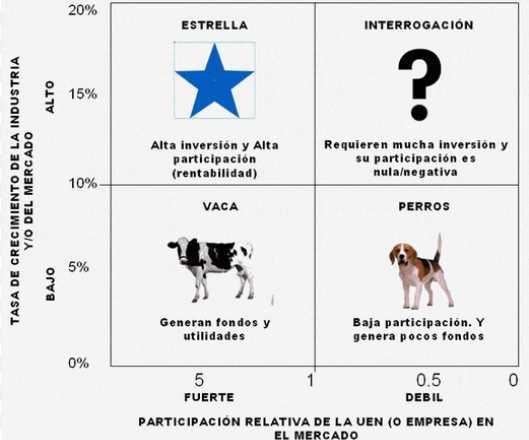 20%
ESTRELLA
INTERROGACIÓN
TASA DE CRECIMIENTO DE LA INDUSTRIA
Y/O DEL MERCADO
ALTO
15%
?
Alta inversión y Alta
participación
(rentabilidad)
Requieren mucha inversión y
su participación es
nula/negativa
10%
VACA
PERROS
5%
BAJO
Generan fondos y
utilidades
Baja participación. Y
genera pocos fondos
0%
5
1
0.5
0
FUERTE
DEBIL
PARTICIPACIÓN RELATIVA DE LA UEN (O EMPRESA) EN
EL MERCADO